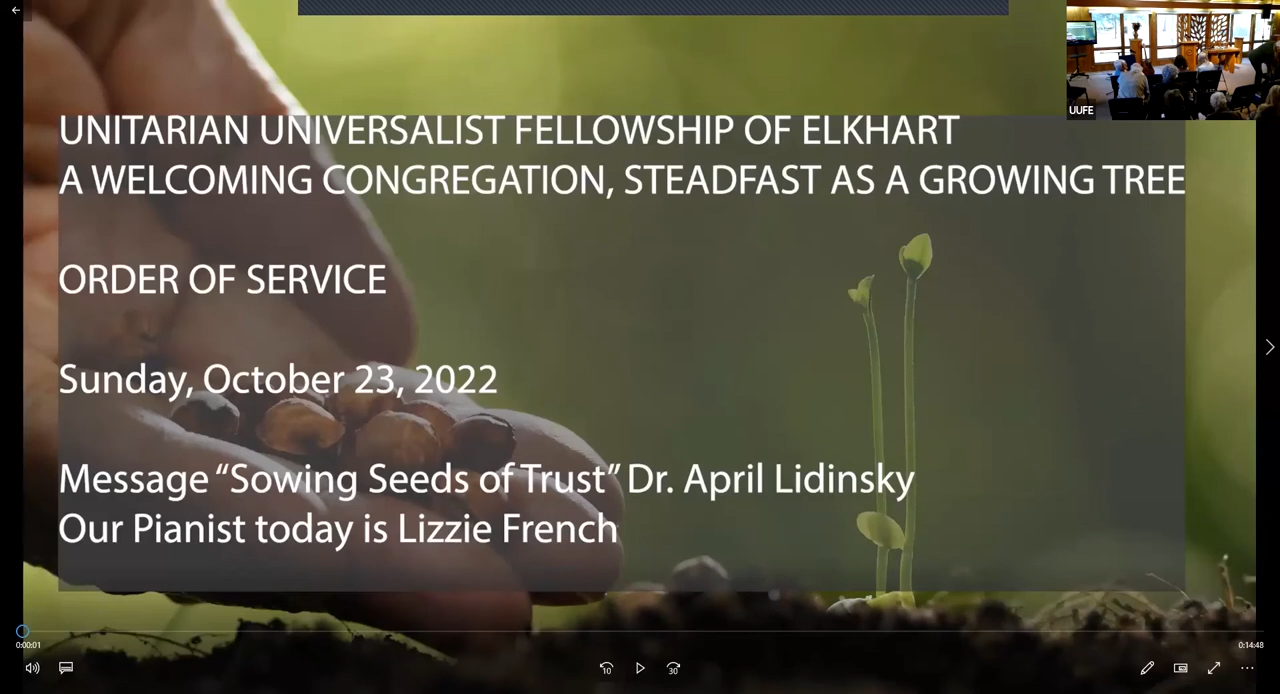 UUFE
UNITARIAN UNIVERSALIST FELLOWSHIP OF ELKHART
A WELCOMING CONGREGATION, STEADFAST AS A GROWING TREE
ORDER OF SERVICE
Sunday, October 23, 2022
Message “Sowing Seeds of Trust” Dr. April Lidinsky
Our Pianist today is Lizzie French
0:00:01
0:14:48
10
30